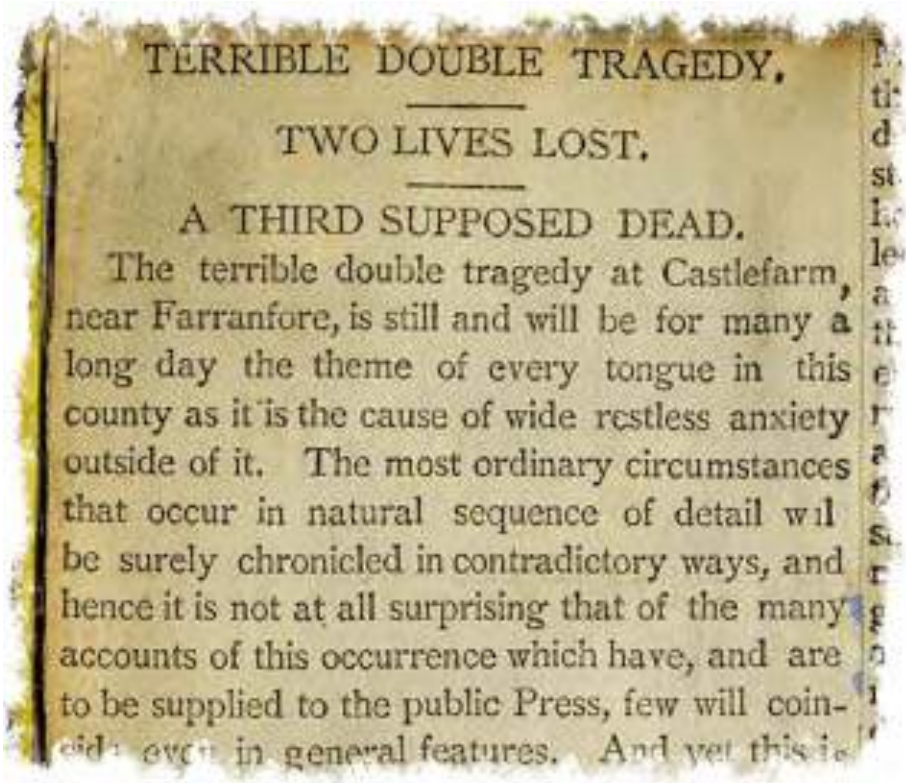 TERRIBLE DOUBLE TRAGEDY.
TWO LIVES LOST.
A THIRD SUPPOSED DEAD.
The terrible double tragedy at Castlefarm,
near Farranfore, is still and will be for many a
long day the theme of every tongue in this
county as it is the cause of wide restless anxiety
outside of it. The most ordinary circumstances
that occur in natural sequence of detail wil
be surely chronicled in contradictory ways, and
hence it is not at all surprising that of the many
accounts of this occurrence which have, and are
to be supplied to the public Press, few will coin-
side even in general features. And yet this is